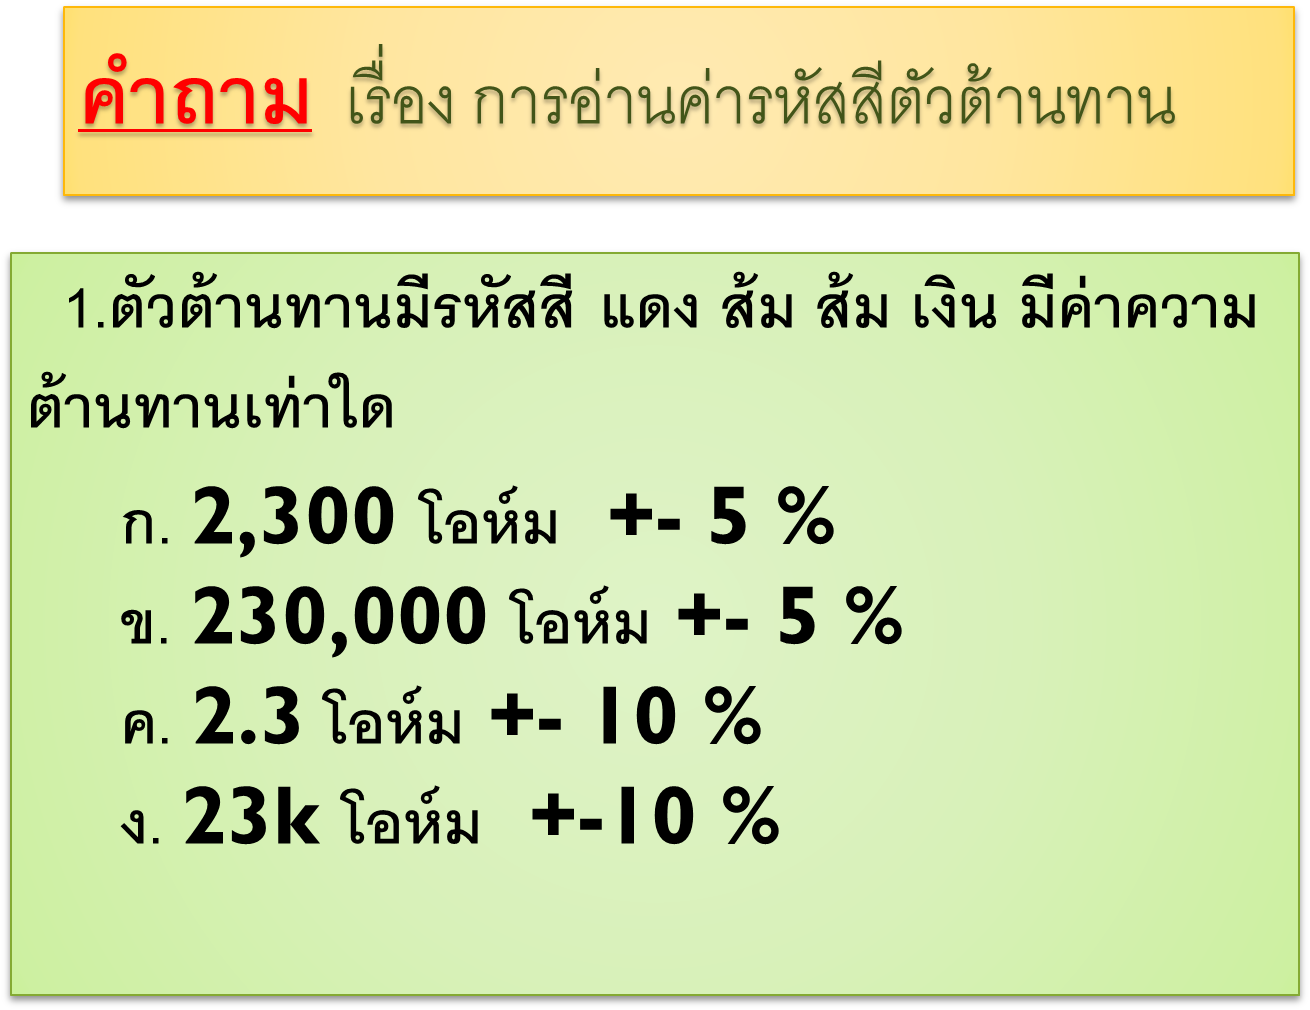 คำถาม เรื่อง การอ่านค่ารหัสสีตัวต้านทาน
1.ตัวต้านทานมีรหัสสี แดง ส้ม ส้ม เงิน มีค่าความ
ต้านทานเท่าใด
ก. 2,300 โอห์ม +- 5 %
ข. 230,000 โอห์ม +- 5 %
ค. 2.3 โอห์ม +- 10 %
ง. 23k โอห์ม +-10 %